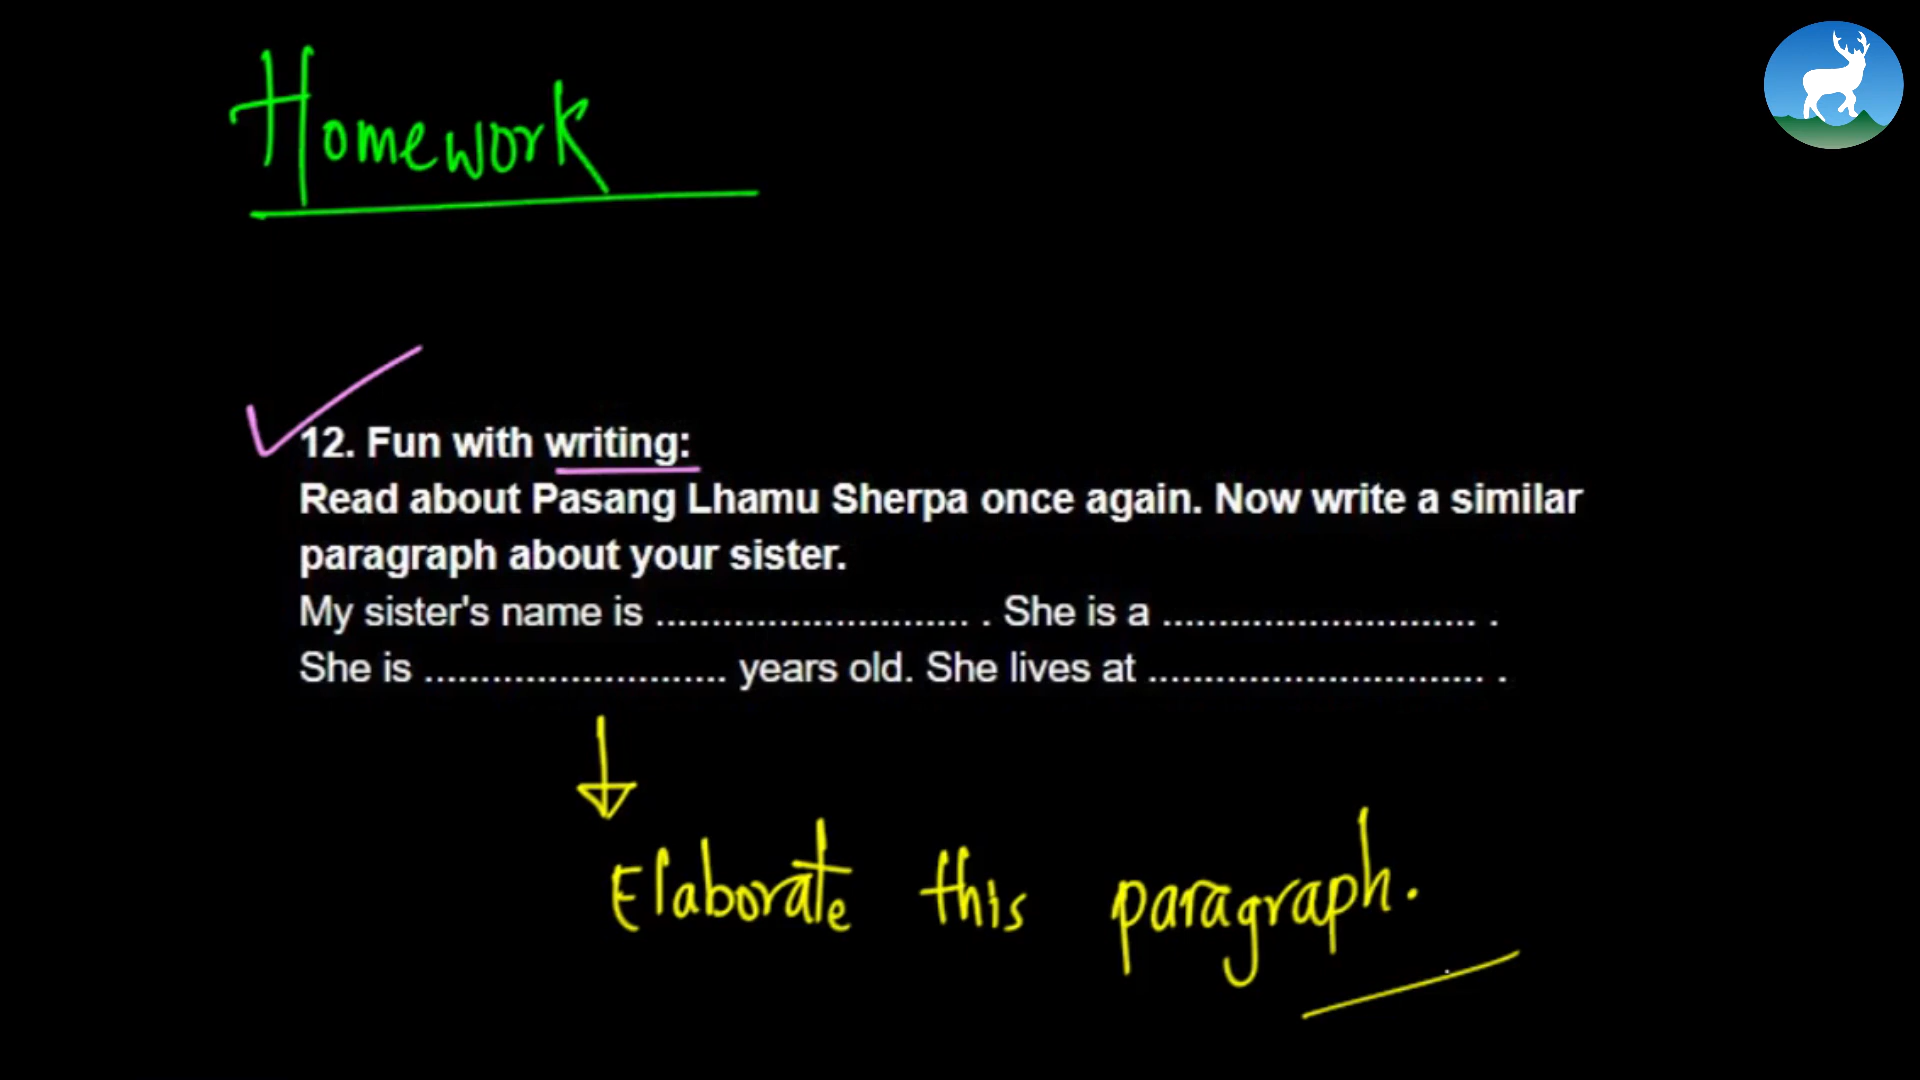 Homework
12. Fun with writing:
Read about Pasang Lhamu Sherpa once again. Now write a similar
paragraph about your sister.
My sister's name is ............................ . She is a ............................ .
She is ........................... years old. She lives at .............................. .
Elaborate this paragraph.